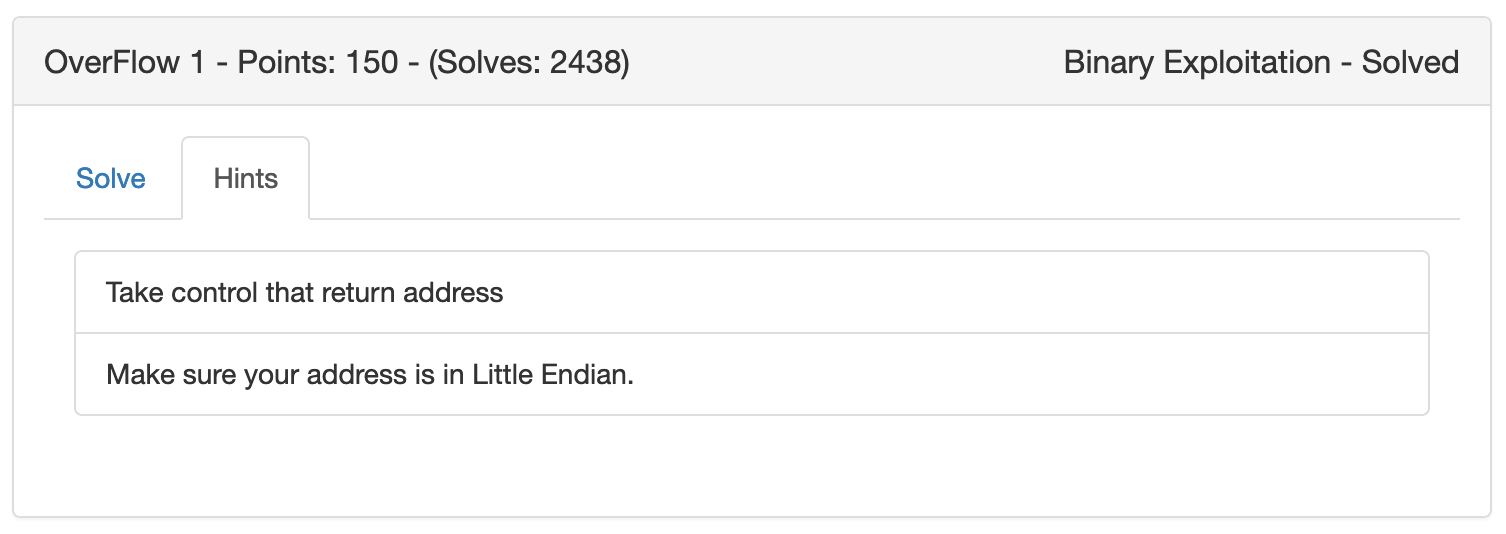 OverFlow 1 - Points: 150 - (Solves: 2438)
Binary Exploitation - Solved
Solve
Hints
Take control that return address
Make sure your address is in Little Endian.